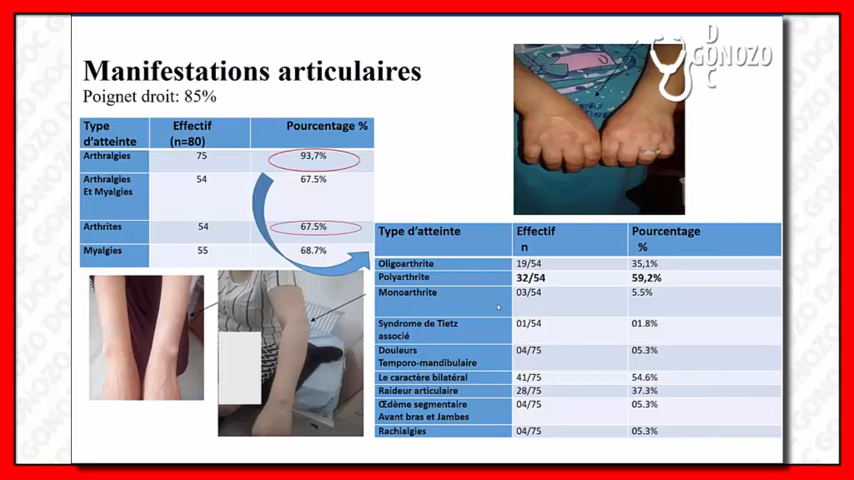 Manifestations articulaires
Poignet droit: 85%
Type d'atteinte Effectif (n=80) Pourcentage %
Arthralgies 75 93,7%
Arthralgies Et Myalgies 54 67.5%
Arthrites 54 67.5%
Myalgies 55 68.7%
D
GONOZO
C
Type d'atteinte Effectif n Pourcentage %
Oligoarthrite 19/54 35,1%
Polyarthrite 32/54 59,2%
Monoarthrite 03/54 5.5%
Syndrome de Tietz associé 01/54 01.8%
Douleurs Temporo-mandibulaire 04/75 05.3%
Le caractère bilatéral 41/75 54.6%
Raideur articulaire 28/75 37.3%
Œdème segmentaire Avant bras et Jambes 04/75 05.3%
Rachialgies 04/75 05.3%